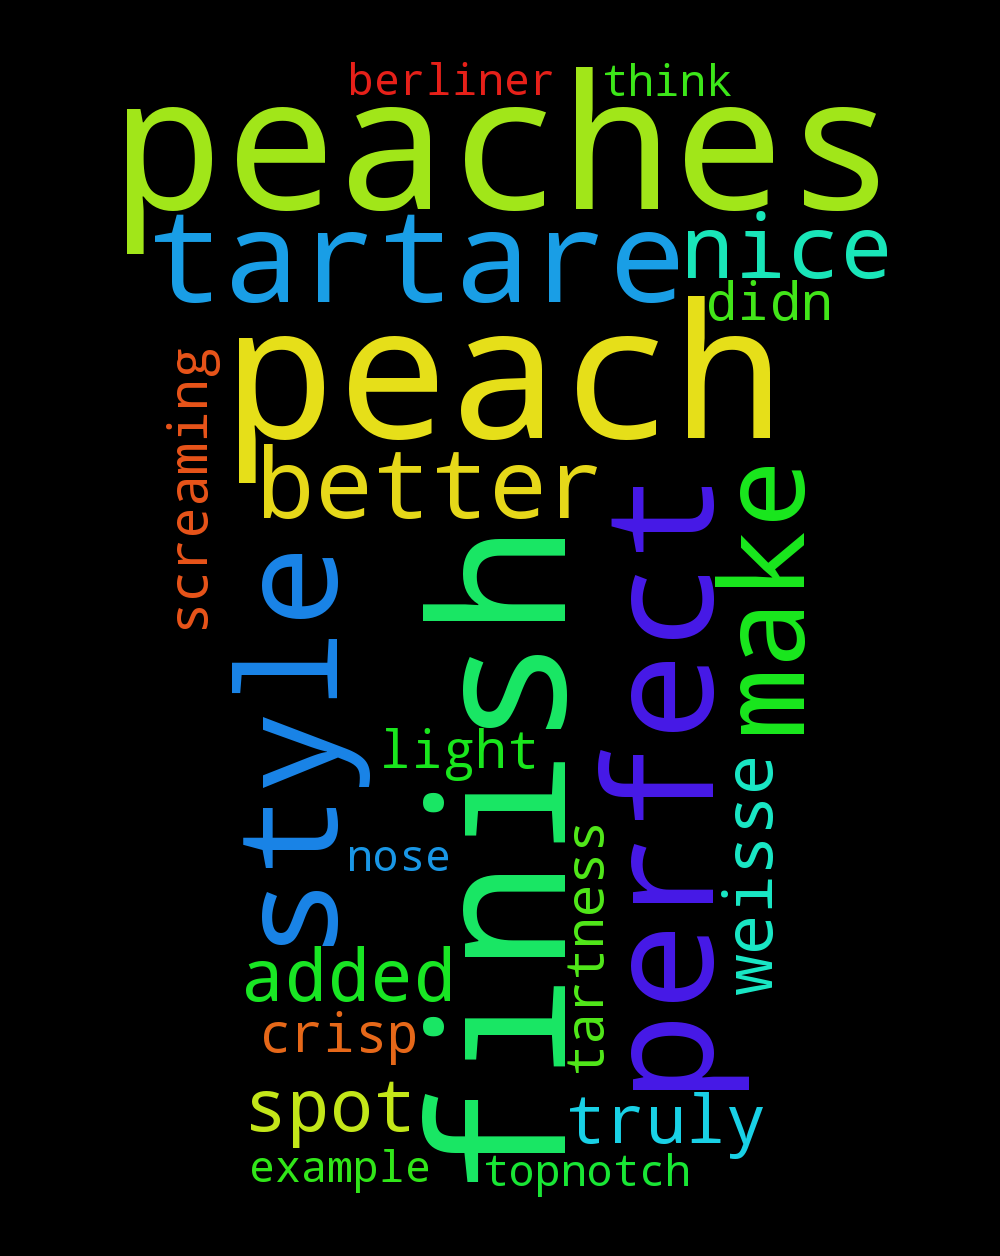 berliner
think
peaches
tartare
nice
didn
peach
screaming
better
perfect
make
style
finish
light
weisse
nose
tartness
added
crisp
spot
truly
example
topnotch